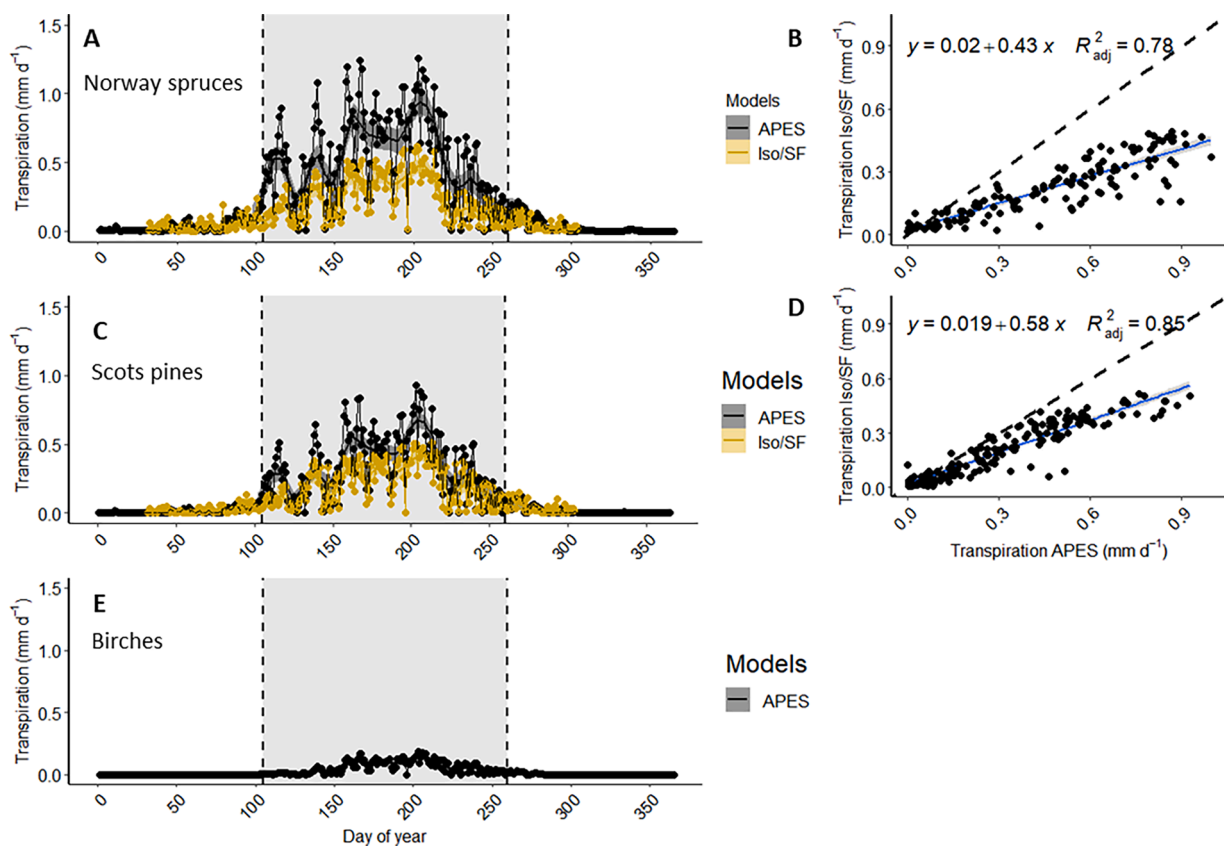 A
Norway spruces
Transpiration (mm d⁻¹)
1.5
1.0
0.5
0.0
0 50 100 150 200 250 300 350
Models
APES
Iso/SF
B
y = 0.02 + 0.43 x R²adj = 0.78
Transpiration Iso/SF (mm d⁻¹)
0.9
0.6
0.3
0.0
0.0 0.3 0.6 0.9
C
Scots pines
Transpiration (mm d⁻¹)
1.5
1.0
0.5
0.0
0 50 100 150 200 250 300 350
Models
APES
Iso/SF
D
y = 0.019 + 0.58 x R²adj = 0.85
Transpiration Iso/SF (mm d⁻¹)
0.9
0.6
0.3
0.0
0.0 0.3 0.6 0.9
Transpiration APES (mm d⁻¹)
E
Birches
Transpiration (mm d⁻¹)
1.5
1.0
0.5
0.0
0 50 100 150 200 250 300 350
Day of year
Models
APES